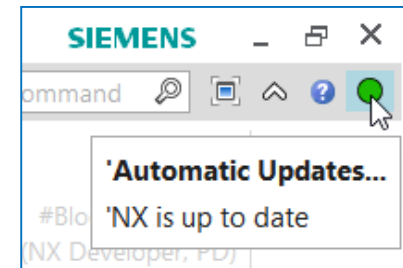 SIEMENS
ommand
'Automatic Updates...
#Blo
'NX is up to date
(NX Developer, PD)